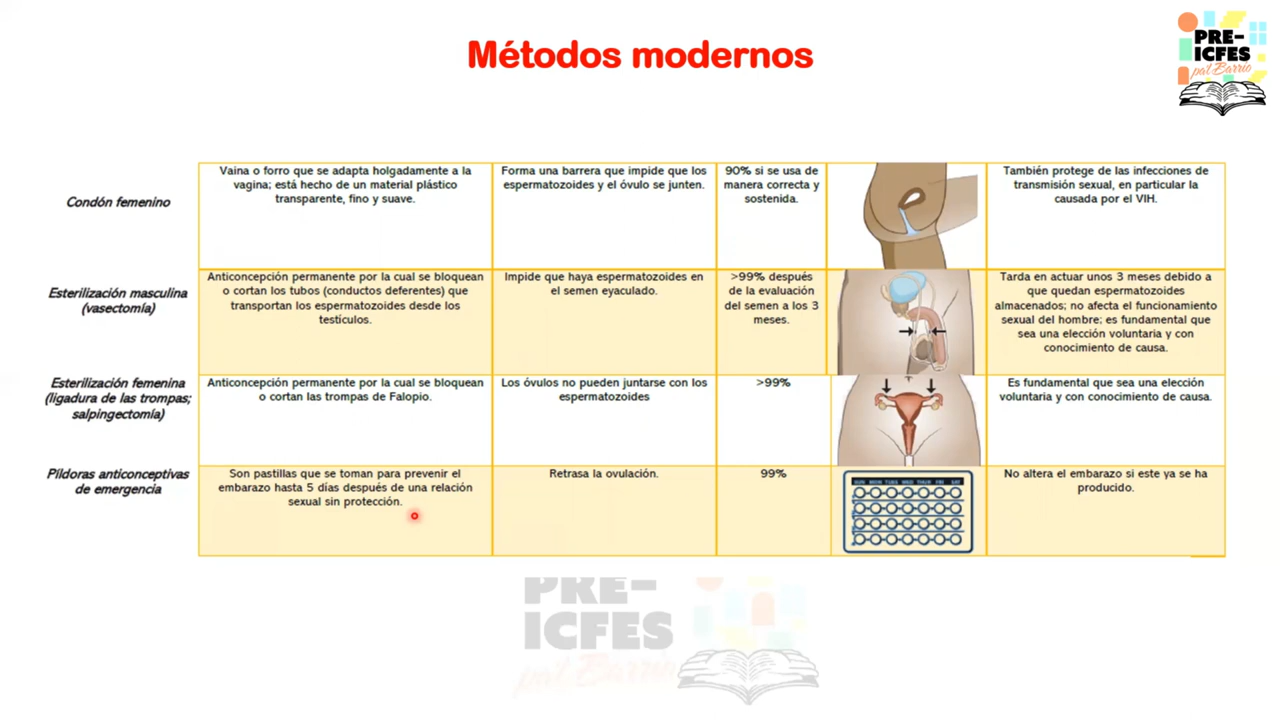 Métodos modernos
PRE-
ICFES
pa'l Barrio
Condón femenino
Vaina o forro que se adapta holgadamente a la
vagina; está hecho de un material plástico
transparente, fino y suave.
Forma una barrera que impide que los
espermatozoides y el óvulo se junten.
90% si se usa de
manera correcta y
sostenida.
También protege de las infecciones de
transmisión sexual, en particular la
causada por el VIH.
Esterilización masculina
(vasectomía)
Anticoncepción permanente por la cual se bloquean
o cortan los tubos (conductos deferentes) que
transportan los espermatozoides desde los
testículos.
Impide que haya espermatozoides en
el semen eyaculado.
>99% después
de la evaluación
del semen a los 3
meses.
Tarda en actuar unos 3 meses debido a
que quedan espermatozoides
almacenados; no afecta el funcionamiento
sexual del hombre; es fundamental que
sea una elección voluntaria y con
conocimiento de causa.
Esterilización femenina
(ligadura de las trompas;
salpingectomía)
Anticoncepción permanente por la cual se bloquean
o cortan las trompas de Falopio.
Los óvulos no pueden juntarse con los
espermatozoides
>99%
Es fundamental que sea una elección
voluntaria y con conocimiento de causa.
Píldoras anticonceptivas
de emergencia
Son pastillas que se toman para prevenir el
embarazo hasta 5 días después de una relación
sexual sin protección.
Retrasa la ovulación.
99%
SUN MON TUES WED THUR FRI SAT
No altera el embarazo si este ya se ha
producido.
PRE-
ICFES
pa'l Barrio